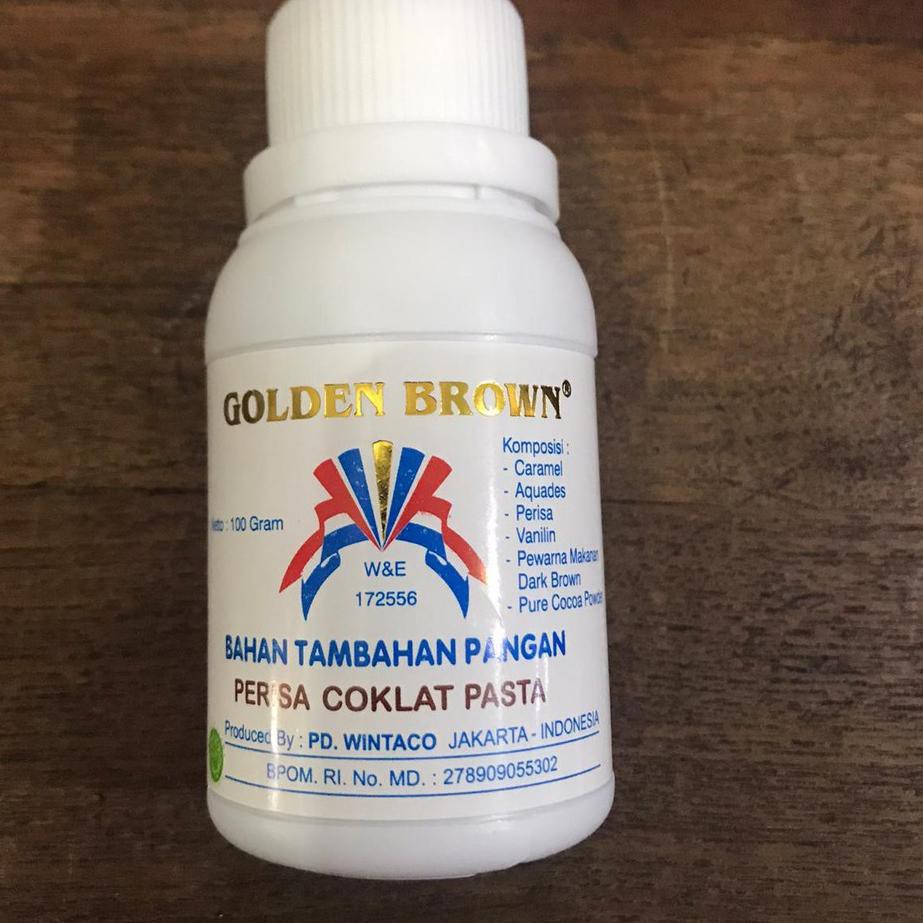 GOLDEN BROWN®
Komposisi :
- Caramel
- Aquades
- Perisa
- Vanilin
- Pewarna Makanan
Dark Brown
- Pure Cocoa Powder
Netto : 100 Gram
W&E
172556
BAHAN TAMBAHAN PANGAN
PERISA COKLAT PASTA
Produced By : PD. WINTACO JAKARTA - INDONESIA
BPOM. RI. No. MD. : 278909055302